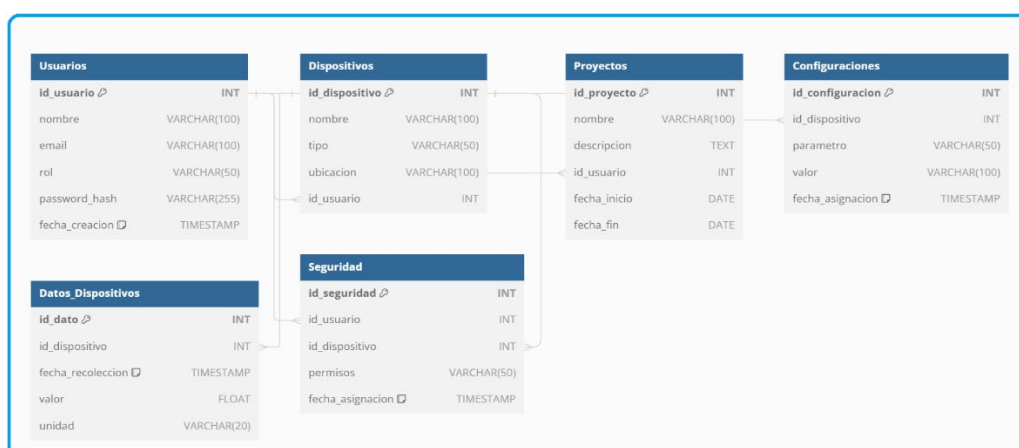 Usuarios
id_usuario INT
nombre VARCHAR(100)
email VARCHAR(100)
rol VARCHAR(50)
password_hash VARCHAR(255)
fecha_creacion TIMESTAMP
Dispositivos
id_dispositivo INT
nombre VARCHAR(100)
tipo VARCHAR(50)
ubicacion VARCHAR(100)
id_usuario INT
Proyectos
id_proyecto INT
nombre VARCHAR(100)
descripcion TEXT
id_usuario INT
fecha_inicio DATE
fecha_fin DATE
Configuraciones
id_configuracion INT
id_dispositivo INT
parametro VARCHAR(50)
valor VARCHAR(100)
fecha_asignacion TIMESTAMP
Datos_Dispositivos
id_dato INT
id_dispositivo INT
fecha_recoleccion TIMESTAMP
valor FLOAT
unidad VARCHAR(20)
Seguridad
id_seguridad INT
id_usuario INT
id_dispositivo INT
permisos VARCHAR(50)
fecha_asignacion TIMESTAMP